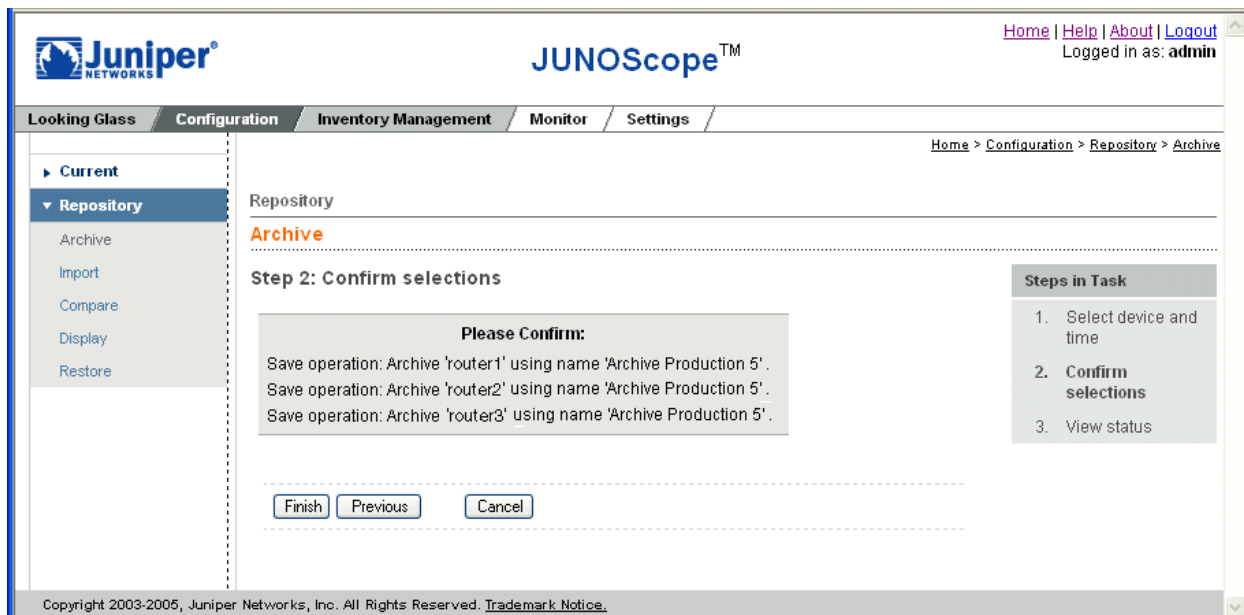 Juniper®
NETWORKS
JUNOScope™
Home | Help | About | Logout
Logged in as: admin
Looking Glass / Configuration / Inventory Management / Monitor / Settings /
Home > Configuration > Repository > Archive
Current
Repository
Archive
Import
Compare
Display
Restore
Repository
Archive
Step 2: Confirm selections
Please Confirm:
Save operation: Archive 'router1' using name 'Archive Production 5' .
Save operation: Archive 'router2' using name 'Archive Production 5' .
Save operation: Archive 'router3' using name 'Archive Production 5' .
Finish Previous Cancel
Steps in Task
1. Select device and
time
2. Confirm
selections
3. View status
Copyright 2003-2005, Juniper Networks, Inc. All Rights Reserved. Trademark Notice.